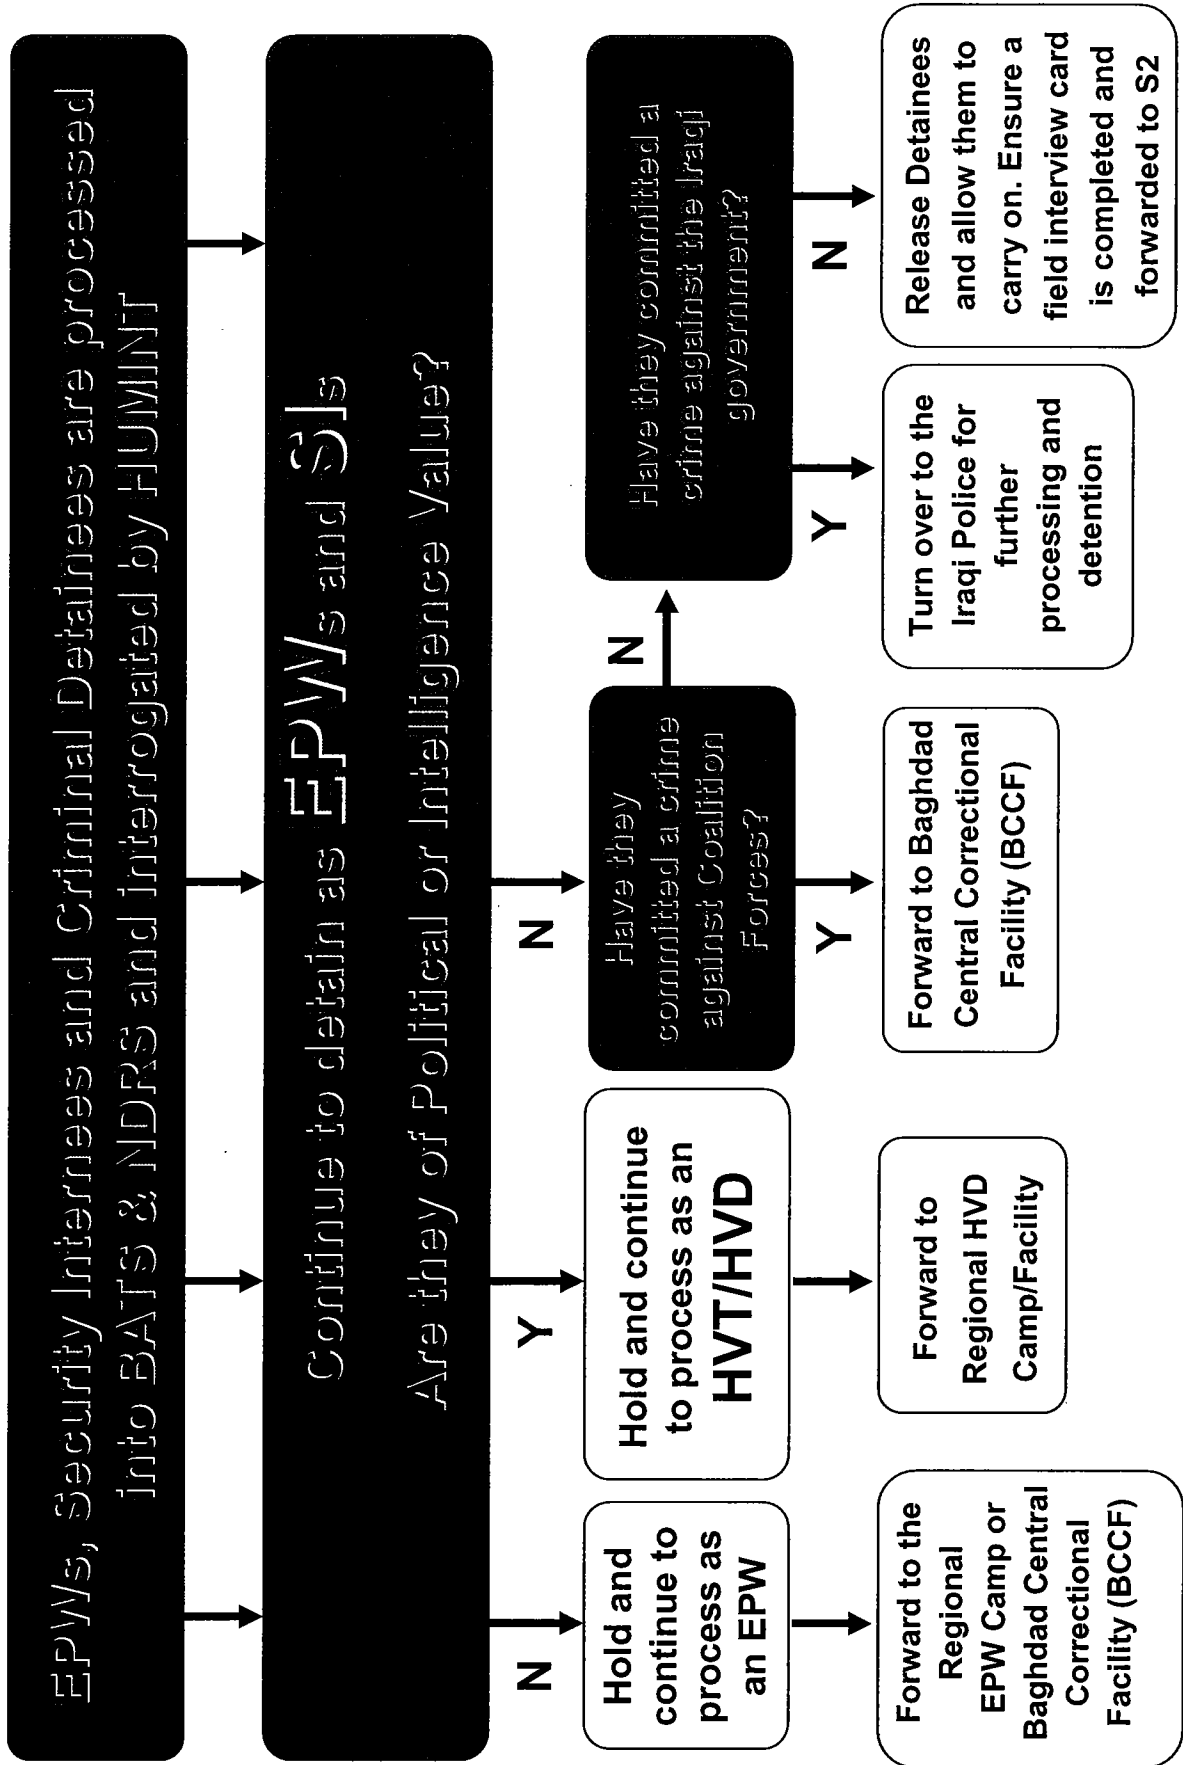 EPWs, Security Internees and Criminal Detainees are processed
into BATS & NDRS and interrogated by HUMINT
Continue to detain as EPWs and SIs
Are they of Political or Intelligence Value?
N
Y
N
Hold and
continue to
process as
an EPW
Hold and continue
to process as an
HVT/HVD
Have they
committed a crime
against Coalition
Forces?
N
Have they committed a
crime against the Iraqi
government?
Y
Y
N
Forward to the
Regional
EPW Camp or
Baghdad Central
Correctional
Facility (BCCF)
Forward to
Regional HVD
Camp/Facility
Forward to Baghdad
Central Correctional
Facility (BCCF)
Turn over to the
Iraqi Police for
further
processing and
detention
Release Detainees
and allow them to
carry on. Ensure a
field interview card
is completed and
forwarded to S2